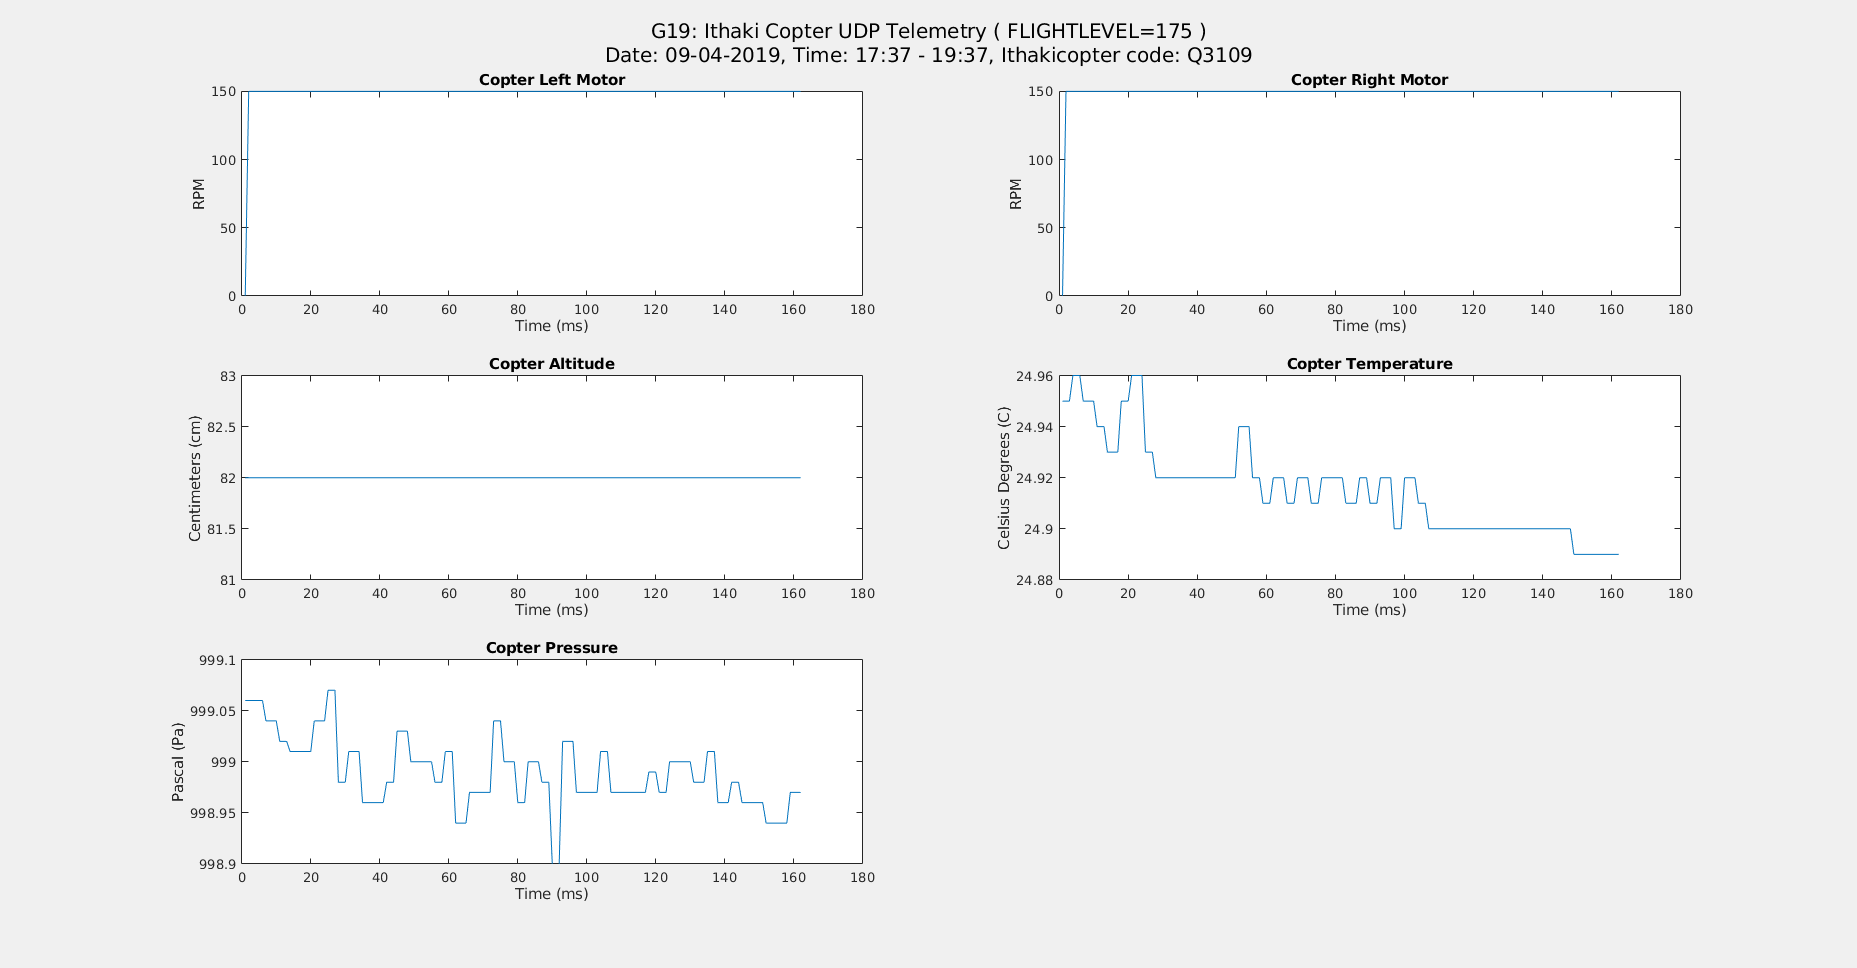 G19: Ithaki Copter UDP Telemetry ( FLIGHTLEVEL=175 )
Date: 09-04-2019, Time: 17:37 - 19:37, Ithakicopter code: Q3109
Copter Left Motor
150
100
50
0
RPM
0 20 40 60 80 100 120 140 160 180
Time (ms)
Copter Right Motor
150
100
50
0
RPM
0 20 40 60 80 100 120 140 160 180
Time (ms)
Copter Altitude
83
82.5
82
81.5
81
Centimeters (cm)
0 20 40 60 80 100 120 140 160 180
Time (ms)
Copter Temperature
24.96
24.94
24.92
24.9
24.88
Celsius Degrees (C)
0 20 40 60 80 100 120 140 160 180
Time (ms)
Copter Pressure
999.1
999.05
999
998.95
998.9
Pascal (Pa)
0 20 40 60 80 100 120 140 160 180
Time (ms)